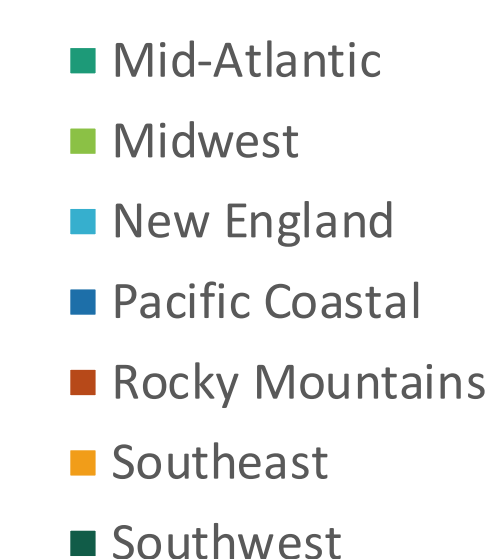 Mid-Atlantic
Midwest
New England
Pacific Coastal
Rocky Mountains
Southeast
Southwest